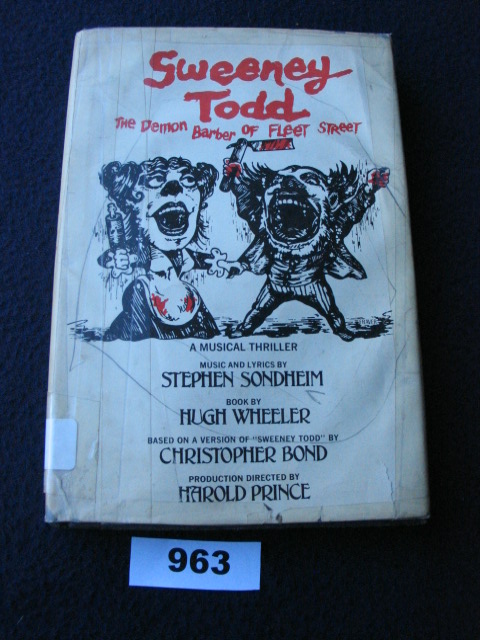 Sweeney
Todd
The Demon Barber OF FLEET STREET
A MUSICAL THRILLER
MUSIC AND LYRICS BY
STEPHEN SONDHEIM
BOOK BY
HUGH WHEELER
BASED ON A VERSION OF "SWEENEY TODD" BY
CHRISTOPHER BOND
PRODUCTION DIRECTED BY
HAROLD PRINCE
963